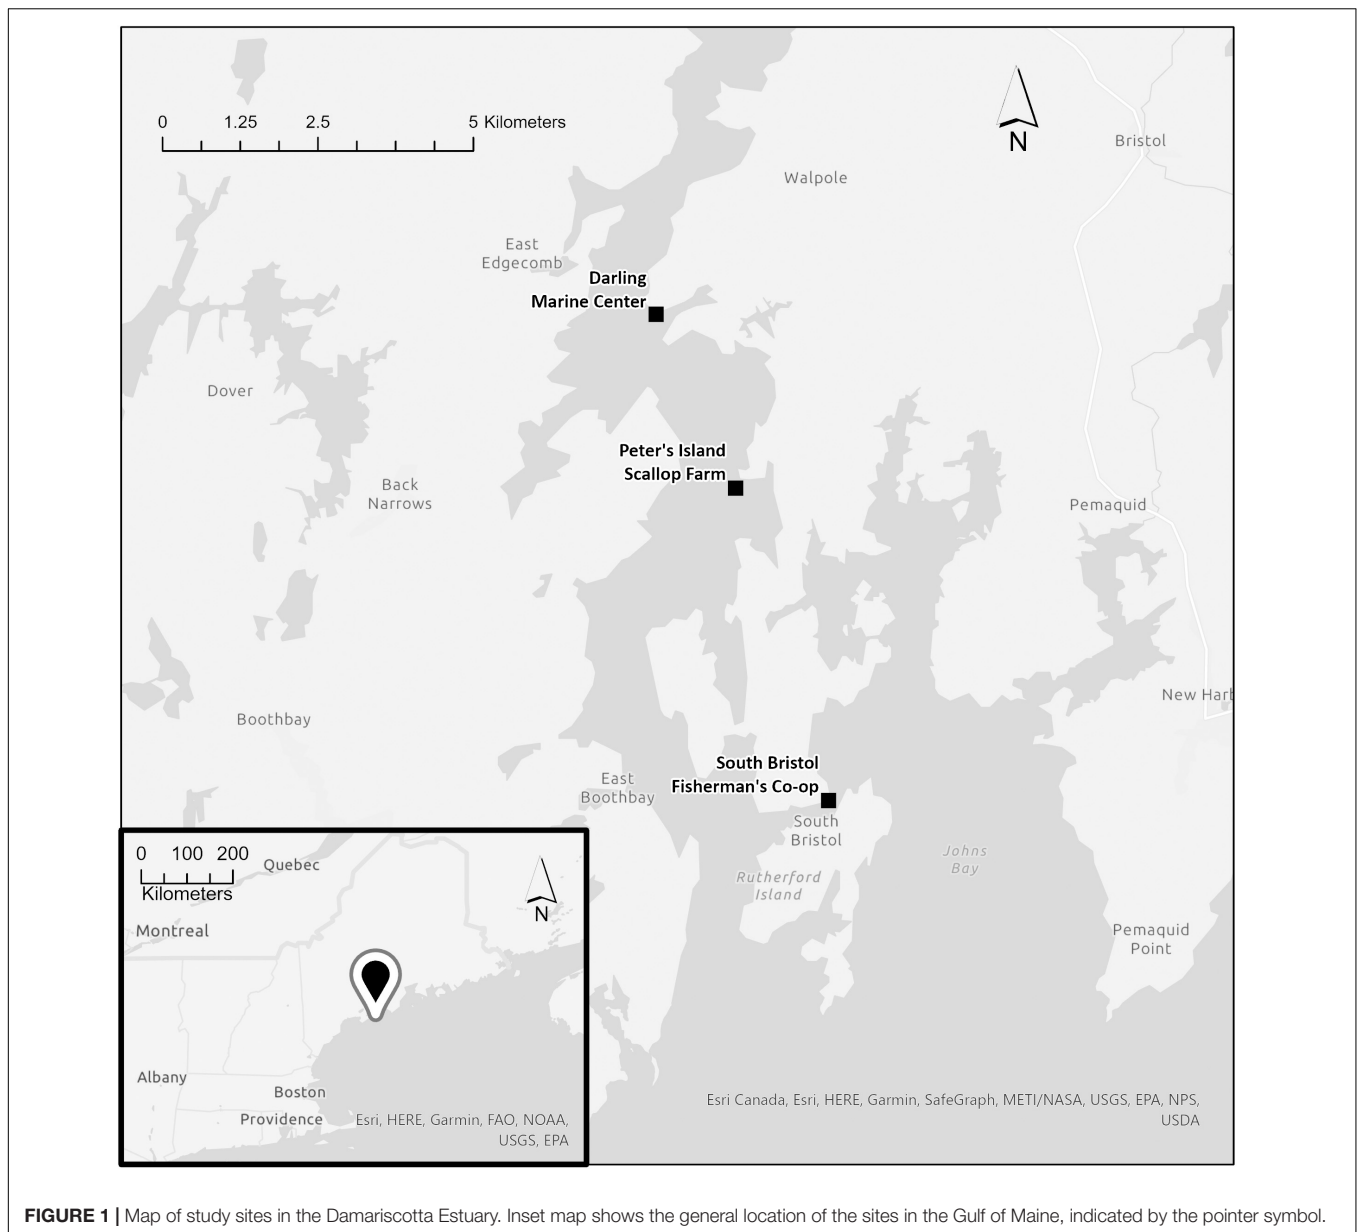 0 1.25 2.5 5 Kilometers
N
Bristol
Walpole
East
Edgecomb
Darling
Marine Center
Dover
Peter's Island
Scallop Farm
Back
Narrows
Pemaquid
New Harb
Boothbay
South Bristol
Fisherman's Co-op
East
Boothbay
South
Bristol
Johns
Bay
Rutherford
Island
Pemaquid
Point
0 100 200
Kilometers
Quebec
N
Montreal
Albany
Boston
Providence
Esri, HERE, Garmin, FAO, NOAA,
USGS, EPA
Esri Canada, Esri, HERE, Garmin, SafeGraph, METI/NASA, USGS, EPA, NPS,
USDA
FIGURE 1 | Map of study sites in the Damariscotta Estuary. Inset map shows the general location of the sites in the Gulf of Maine, indicated by the pointer symbol.